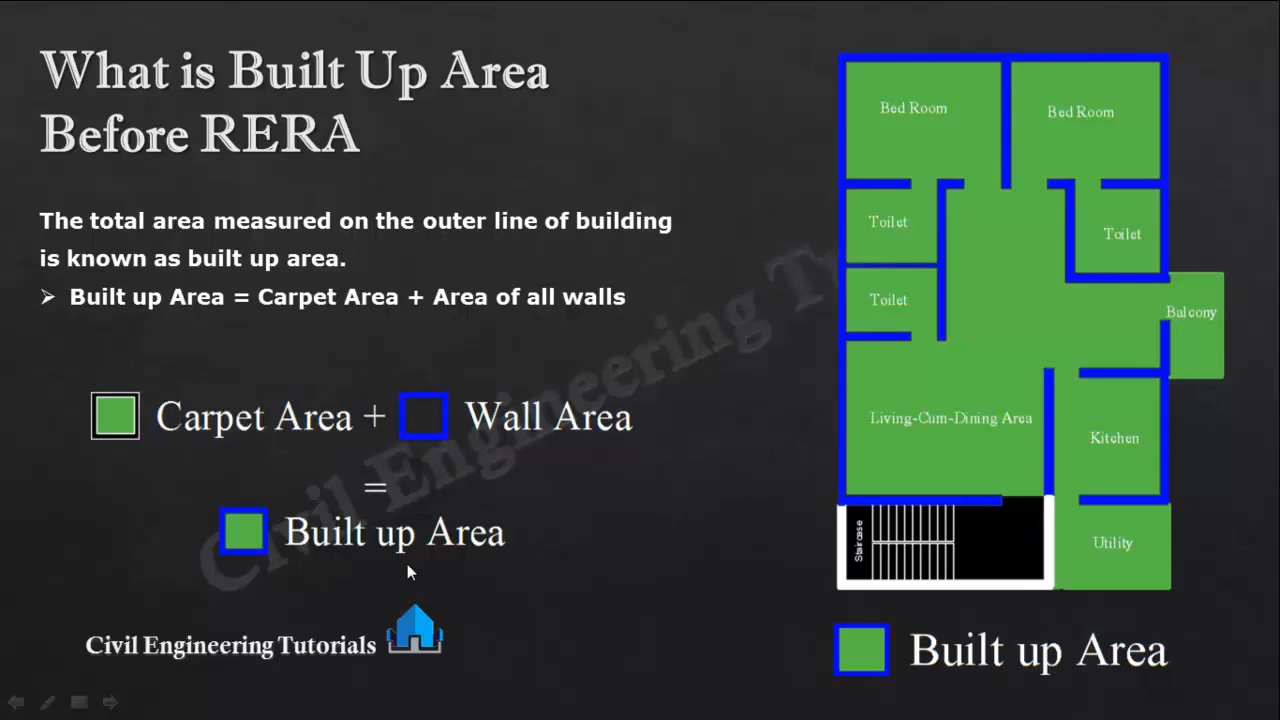 What is Built Up Area
Before RERA
The total area measured on the outer line of building
is known as built up area.
➢ Built up Area = Carpet Area + Area of all walls
Carpet Area + Wall Area
=
Built up Area
Civil Engineering Tutorials
Bed Room
Bed Room
Toilet
Toilet
Toilet
Balcony
Living-Cum-Dining Area
Kitchen
Staircase
Utility
Built up Area
Civil Engineering Tu